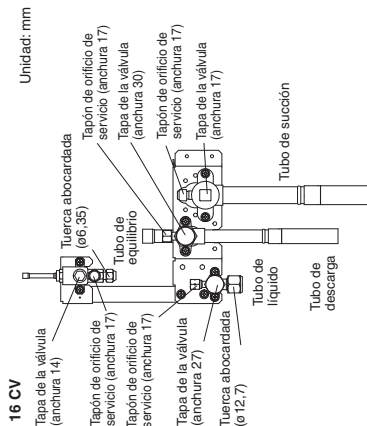 16 CV
Unidad: mm
Tapa de la válvula
(anchura 14)
Tapón de orificio de
servicio (anchura 17)
Tapón de orificio de
servicio (anchura 17)
Tapa de la válvula
(anchura 27)
Tuerca abocardada
(ø12,7)
Tuerca abocardada
(ø6,35)
Tubo de
equilibrio
Tubo de
líquido
Tubo de
descarga
Tapón de orificio de
servicio (anchura 17)
Tapa de la válvula
(anchura 30)
Tapón de orificio de
servicio (anchura 17)
Tapa de la válvula
(anchura 17)
Tubo de succión